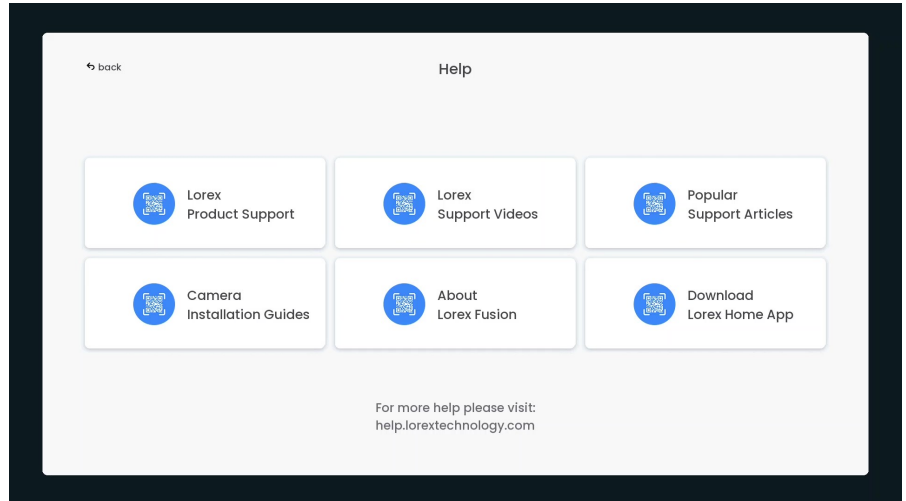 back
Help
Lorex
Product Support
Lorex
Support Videos
Popular
Support Articles
Camera
Installation Guides
About
Lorex Fusion
Download
Lorex Home App
For more help please visit:
help.lorextechnology.com